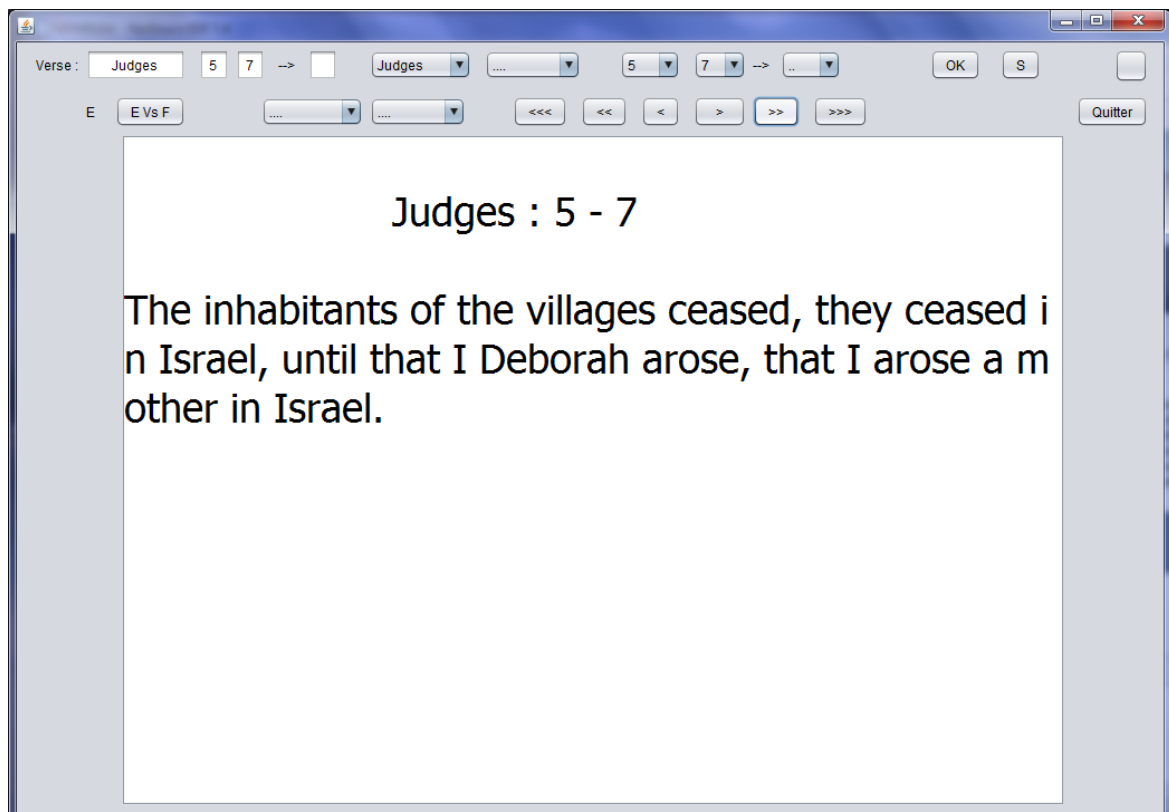 Verse : Judges 5 7 --> Judges .... 5 7 --> .. OK S
E E Vs F .... .... <<< << < > >> >>> Quitter
Judges : 5 - 7
The inhabitants of the villages ceased, they ceased i
n Israel, until that I Deborah arose, that I arose a m
other in Israel.